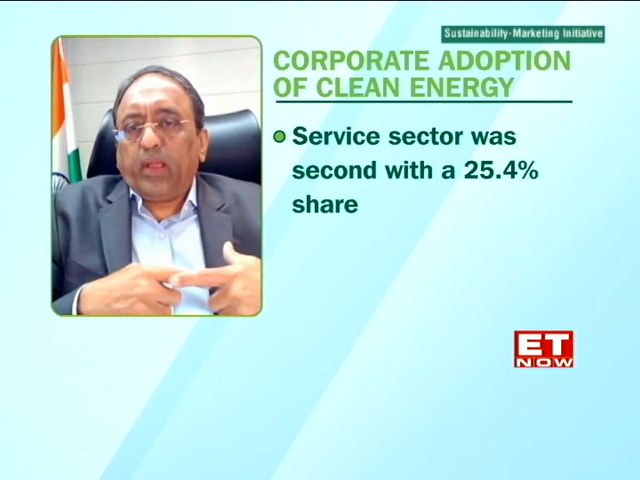 Sustainability-Marketing Initiative
CORPORATE ADOPTION
OF CLEAN ENERGY
Service sector was
second with a 25.4%
share
ET
NOW